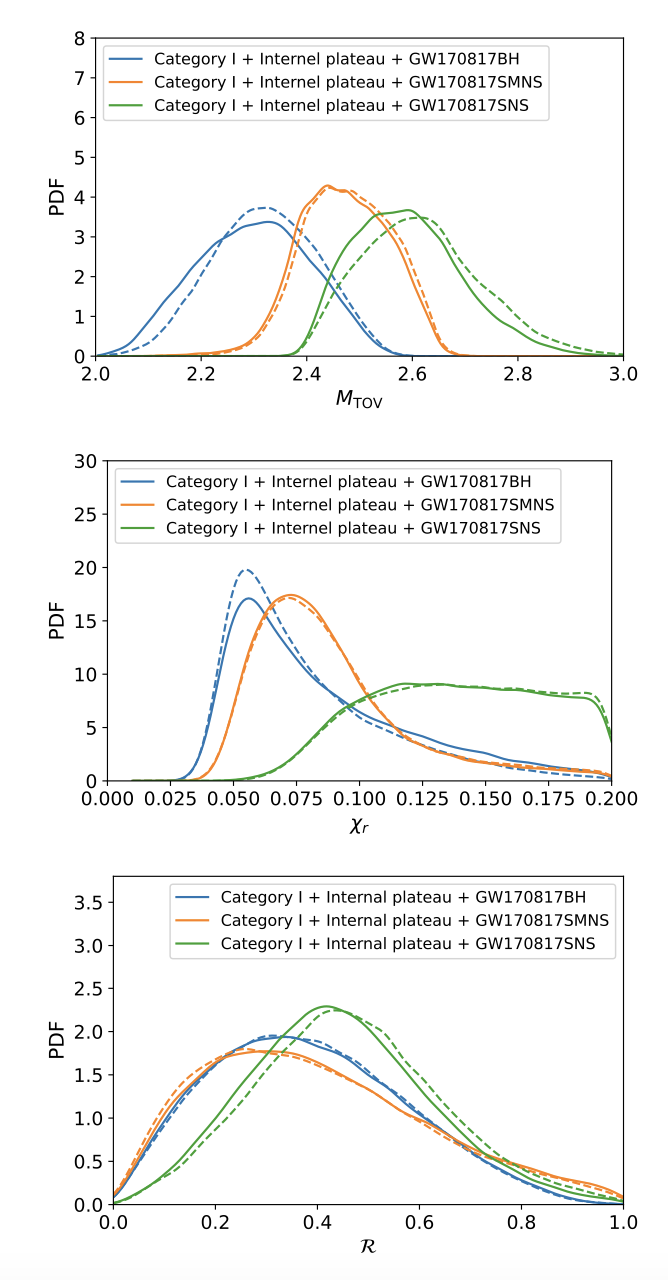 8
7
6
5
4
3
2
1
0
PDF
Category I + Internel plateau + GW170817BH
Category I + Internel plateau + GW170817SMNS
Category I + Internel plateau + GW170817SNS
2.0 2.2 2.4 2.6 2.8 3.0
M_TOV
30
25
20
15
10
5
0
PDF
Category I + Internel plateau + GW170817BH
Category I + Internel plateau + GW170817SMNS
Category I + Internel plateau + GW170817SNS
0.000 0.025 0.050 0.075 0.100 0.125 0.150 0.175 0.200
χ_r
3.5
3.0
2.5
2.0
1.5
1.0
0.5
0.0
PDF
Category I + Internal plateau + GW170817BH
Category I + Internal plateau + GW170817SMNS
Category I + Internal plateau + GW170817SNS
0.0 0.2 0.4 0.6 0.8 1.0
ℛ